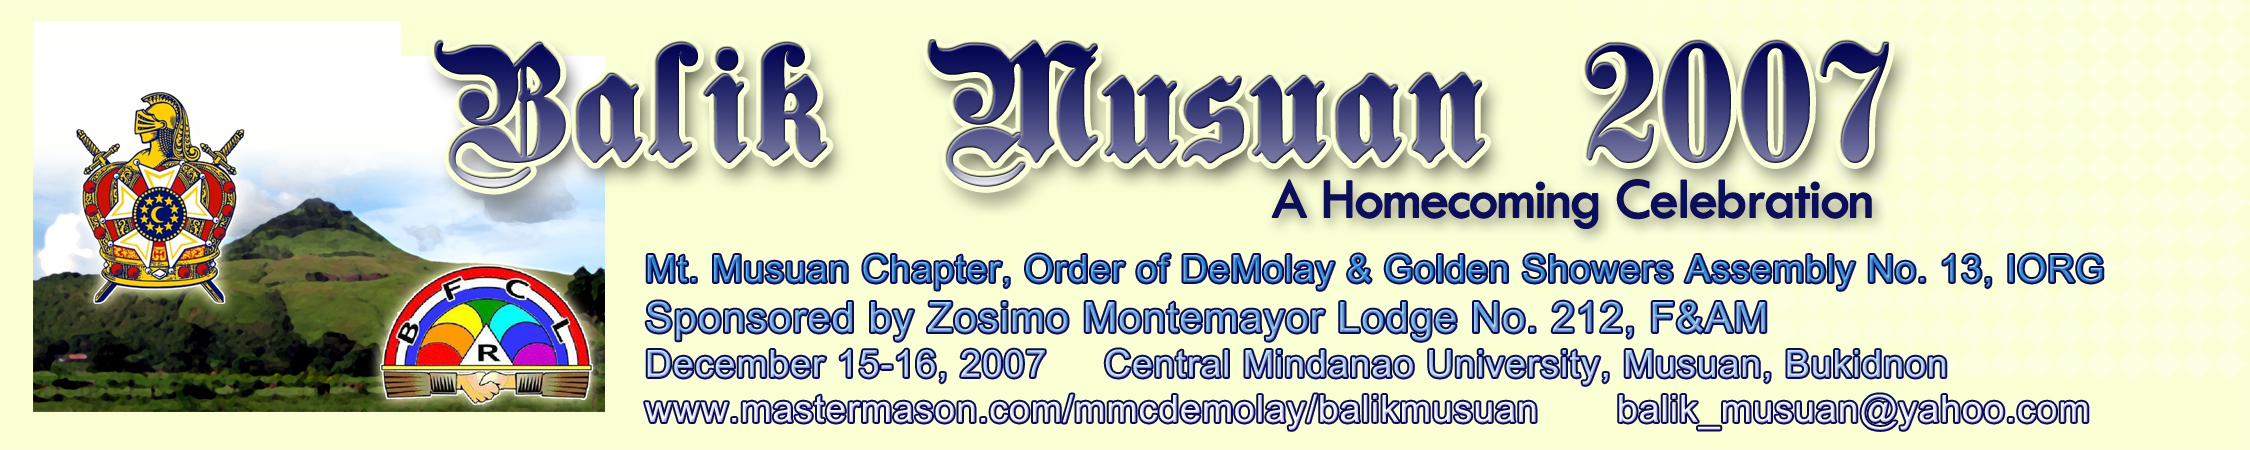 Balik Musuan 2007
A Homecoming Celebration
Mt. Musuan Chapter, Order of DeMolay & Golden Showers Assembly No. 13, IORG
Sponsored by Zosimo Montemayor Lodge No. 212, F&AM
December 15-16, 2007 Central Mindanao University, Musuan, Bukidnon
www.mastermason.com/mmcdemolay/balikmusuan balik_musuan@yahoo.com
B F C L
R